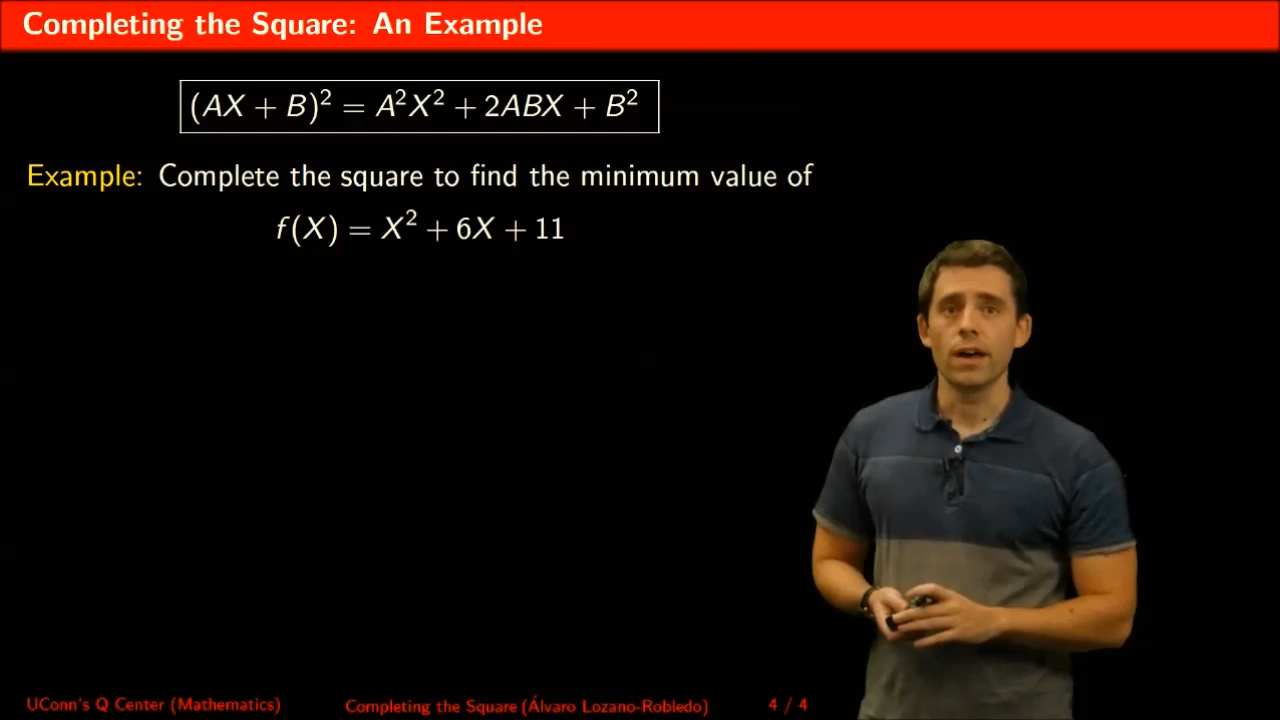 Completing the Square: An Example
(AX + B)² = A²X² + 2ABX + B²
Example: Complete the square to find the minimum value of
f(X) = X² + 6X + 11
UConn's Q Center (Mathematics) Completing the Square (Álvaro Lozano-Robledo) 4 / 4